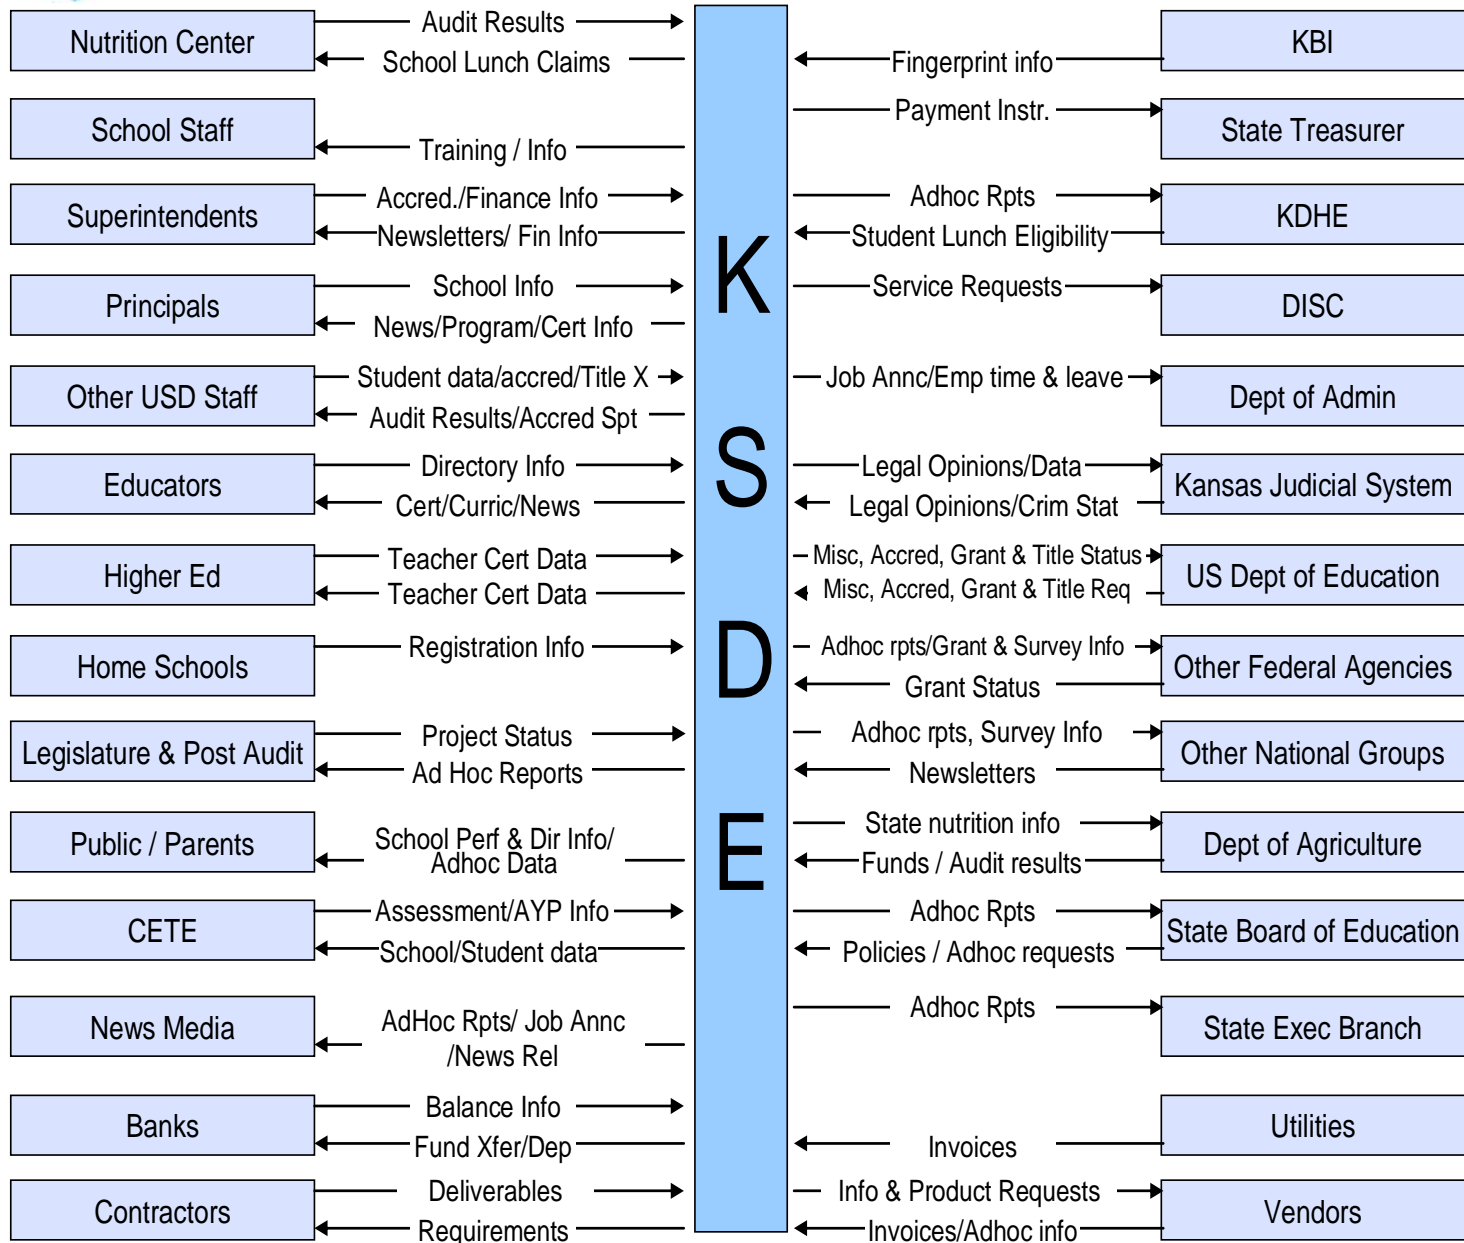 Nutrition Center
Audit Results
School Lunch Claims
School Staff
Training / Info
Superintendents
Accred./Finance Info
Newsletters/ Fin Info
Principals
School Info
News/Program/Cert Info
Other USD Staff
Student data/accred/Title X
Audit Results/Accred Spt
Educators
Directory Info
Cert/Curric/News
Higher Ed
Teacher Cert Data
Teacher Cert Data
Home Schools
Registration Info
Legislature & Post Audit
Project Status
Ad Hoc Reports
Public / Parents
School Perf & Dir Info/
Adhoc Data
CETE
Assessment/AYP Info
School/Student data
News Media
AdHoc Rpts/ Job Annc
/News Rel
Banks
Balance Info
Fund Xfer/Dep
Contractors
Deliverables
Requirements
K
S
D
E
Fingerprint info
KBI
Payment Instr.
State Treasurer
Adhoc Rpts
Student Lunch Eligibility
KDHE
Service Requests
DISC
Job Annc/Emp time & leave
Dept of Admin
Legal Opinions/Data
Legal Opinions/Crim Stat
Kansas Judicial System
Misc, Accred, Grant & Title Status
Misc, Accred, Grant & Title Req
US Dept of Education
Adhoc rpts/Grant & Survey Info
Grant Status
Other Federal Agencies
Adhoc rpts, Survey Info
Newsletters
Other National Groups
State nutrition info
Funds / Audit results
Dept of Agriculture
Adhoc Rpts
Policies / Adhoc requests
State Board of Education
Adhoc Rpts
State Exec Branch
Invoices
Utilities
Info & Product Requests
Invoices/Adhoc info
Vendors